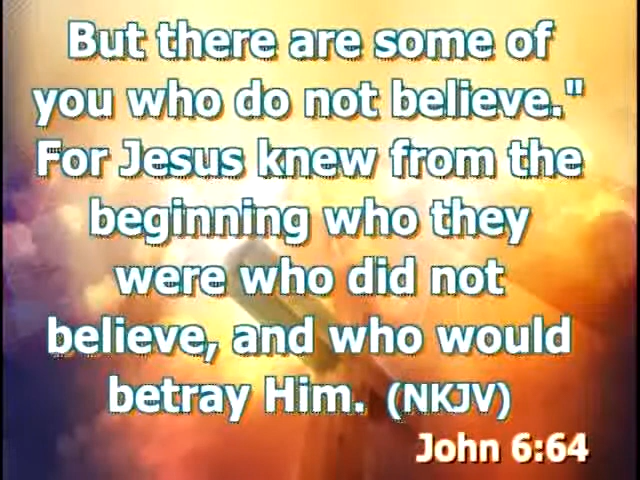 But there are some of
you who do not believe."
For Jesus knew from the
beginning who they
were who did not
believe, and who would
betray Him. (NKJV)
John 6:64